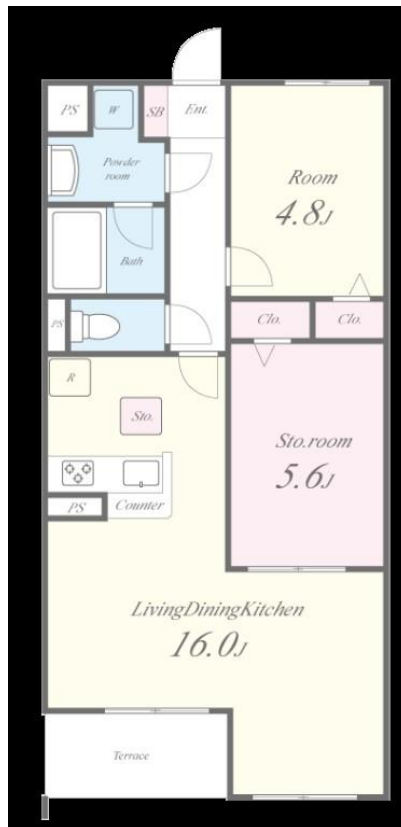 PS
W
SB
Ent.
Powder
room
Room
4.8J
Bath
PS
Clo.
Clo.
R
Sto.
Sto.room
5.6J
PS
Counter
LivingDiningKitchen
16.0J
Terrace